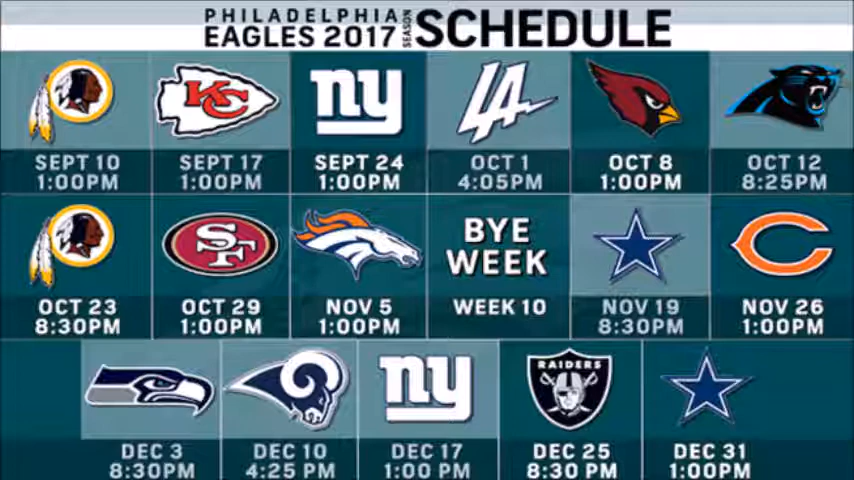 PHILADELPHIA
EAGLES 2017 SEASON SCHEDULE
KC ny LA
SEPT 10 SEPT 17 SEPT 24 OCT 1 OCT 8 OCT 12
1:00PM 1:00PM 1:00PM 4:05PM 1:00PM 8:25PM
SF BYE WEEK C
OCT 23 OCT 29 NOV 5 WEEK 10 NOV 19 NOV 26
8:30PM 1:00PM 1:00PM 8:30PM 1:00PM
ny RAIDERS
DEC 3 DEC 10 DEC 17 DEC 25 DEC 31
8:30PM 4:25 PM 1:00 PM 8:30 PM 1:00PM